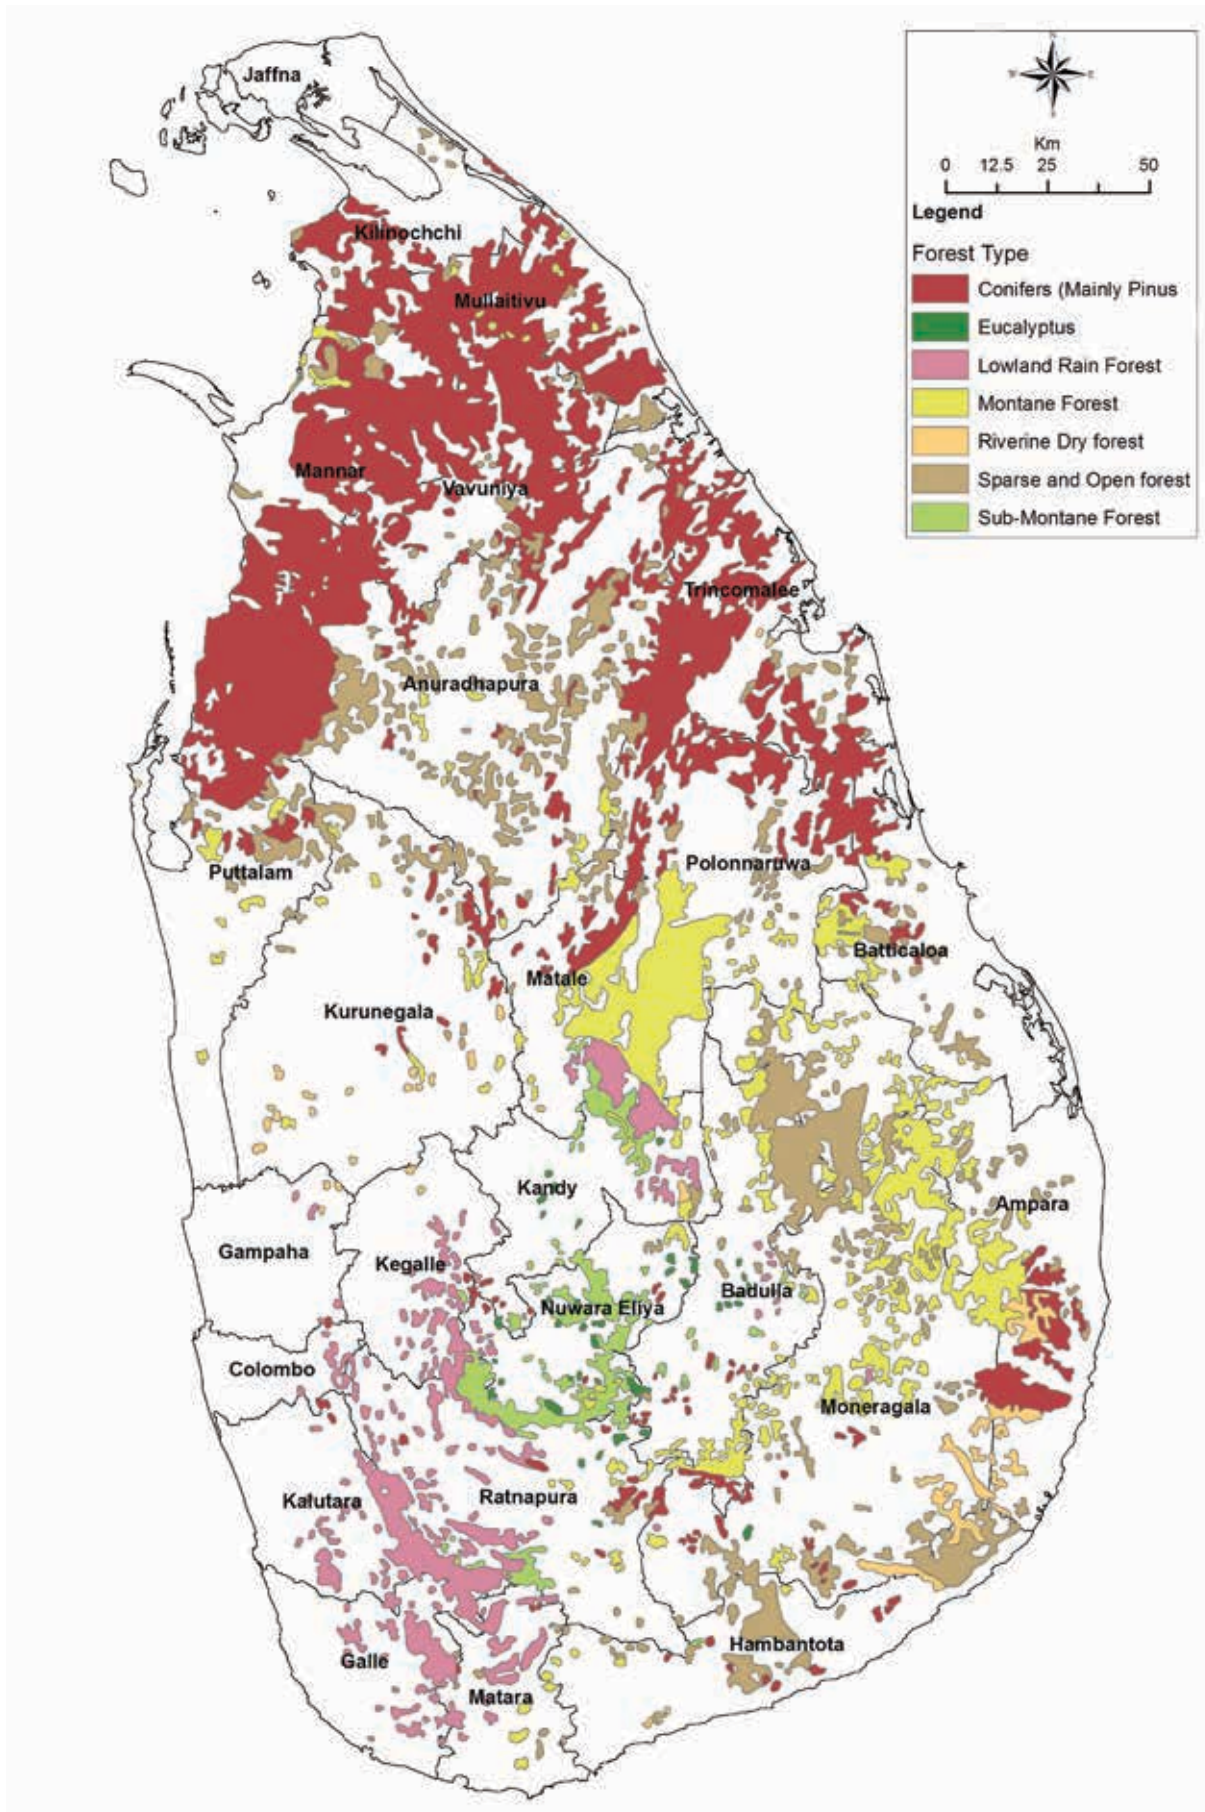 N
W
E
S
Km
0 12.5 25 50
Legend
Forest Type
Conifers (Mainly Pinus
Eucalyptus
Lowland Rain Forest
Montane Forest
Riverine Dry forest
Sparse and Open forest
Sub-Montane Forest
Jaffna
Kilinochchi
Mullaitivu
Mannar
Vavuniya
Trincomalee
Anuradhapura
Puttalam
Polonnaruwa
Batticaloa
Matale
Kurunegala
Kandy
Ampara
Gampaha
Kegalle
Nuwara Eliya
Badulla
Colombo
Moneragala
Kalutara
Ratnapura
Hambantota
Galle
Matara